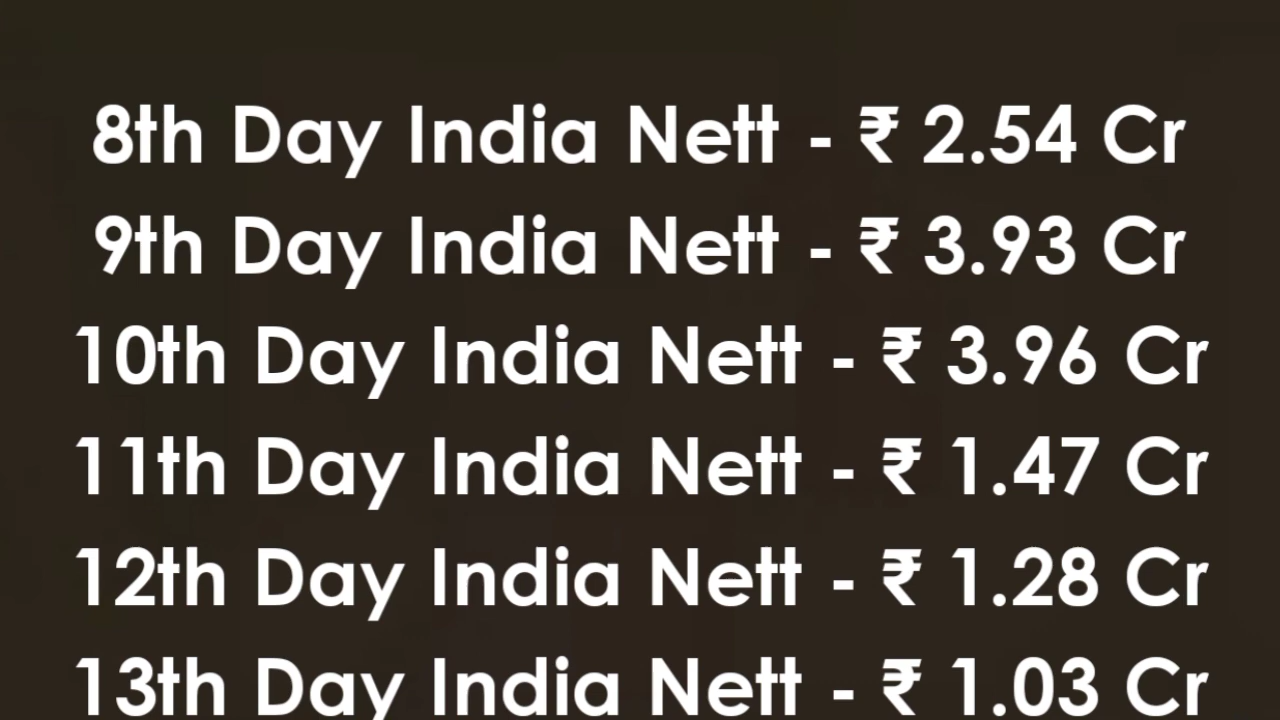 8th Day India Nett - ₹ 2.54 Cr
9th Day India Nett - ₹ 3.93 Cr
10th Day India Nett - ₹ 3.96 Cr
11th Day India Nett - ₹ 1.47 Cr
12th Day India Nett - ₹ 1.28 Cr
13th Day India Nett - ₹ 1.03 Cr